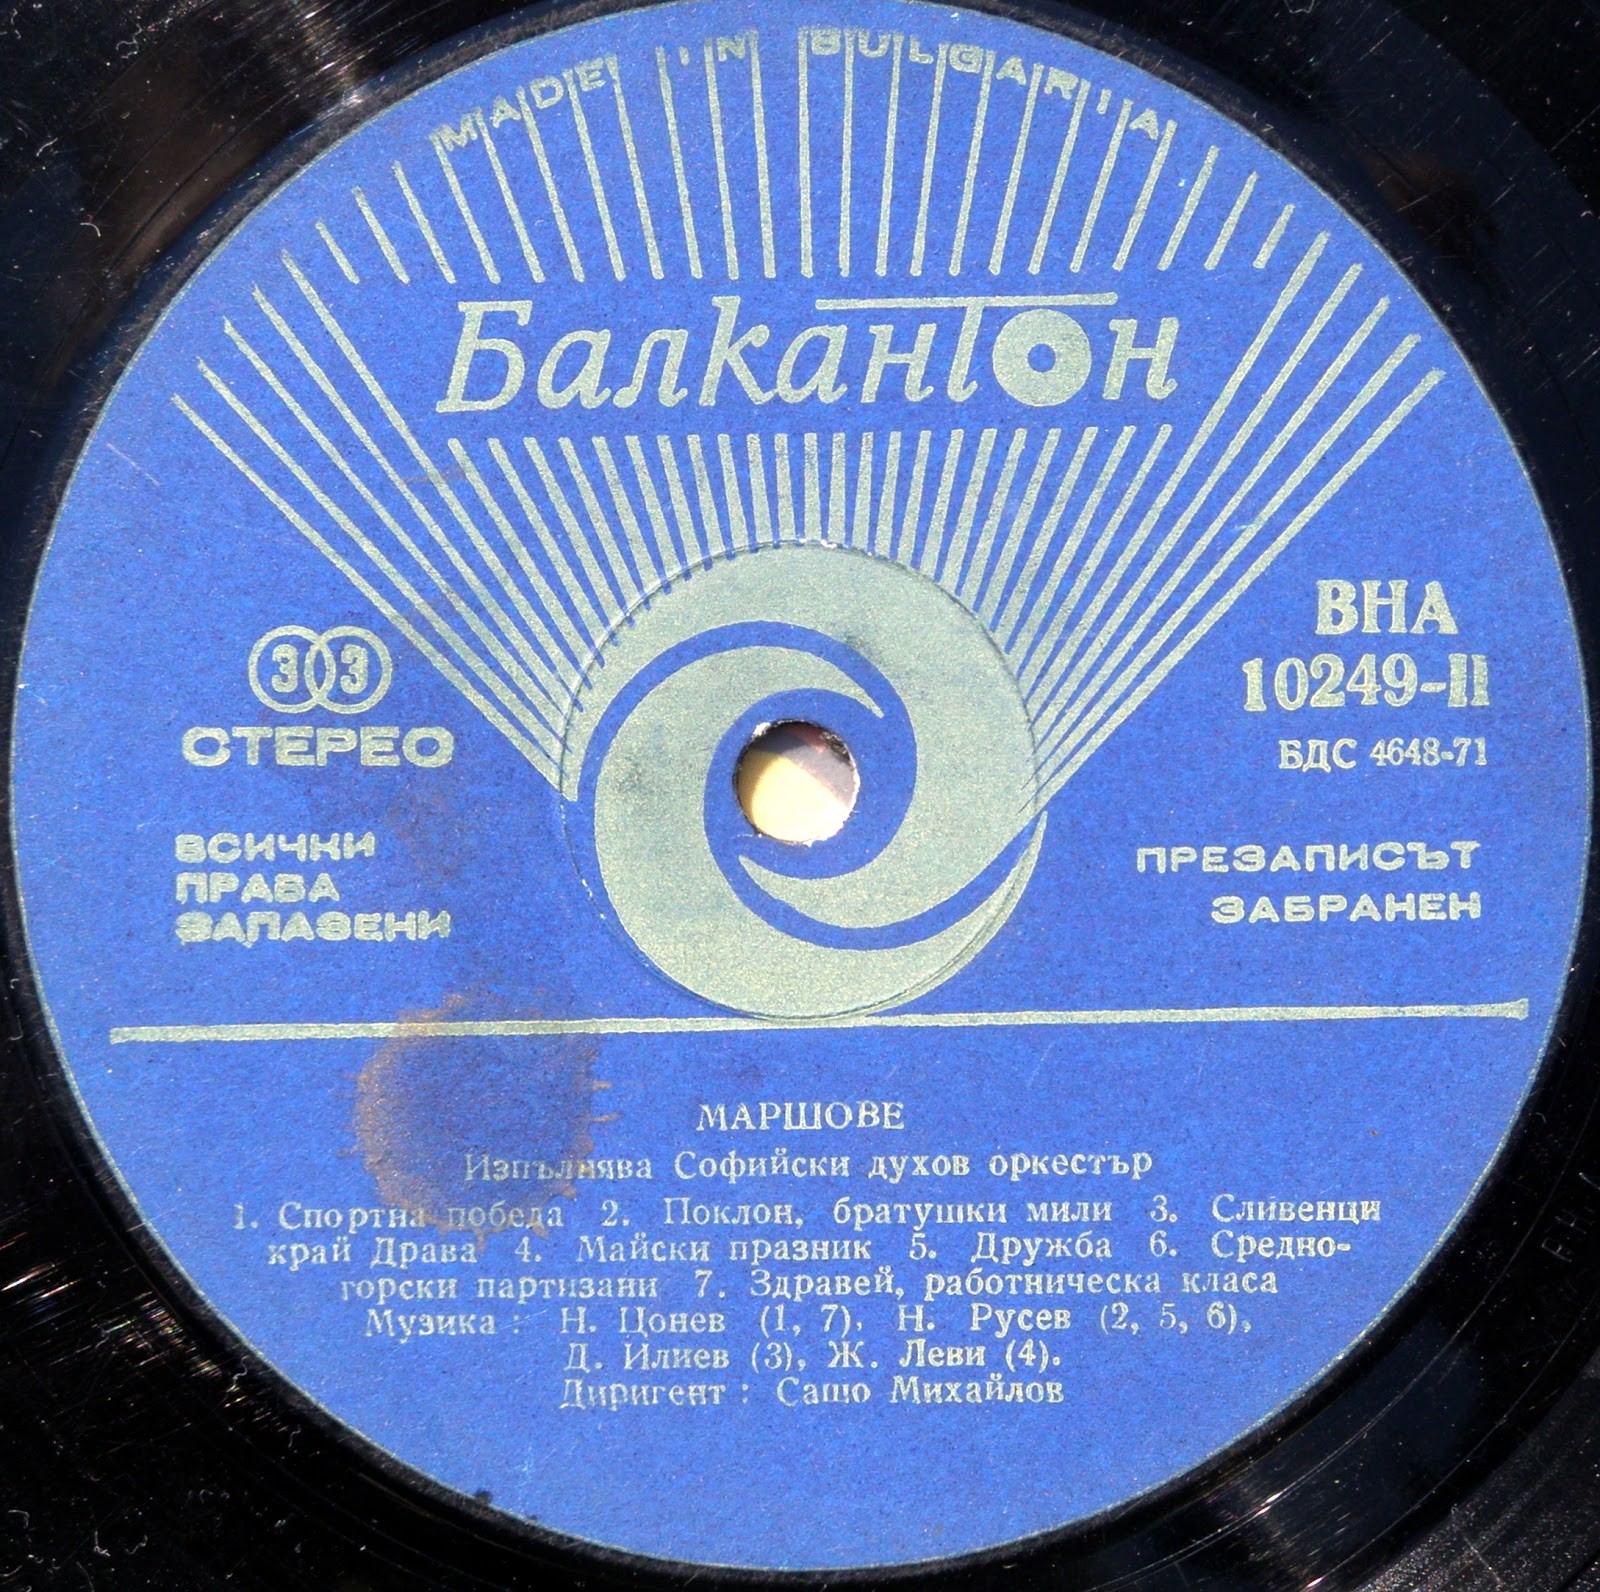 MADE IN BULGARIA
Балкантон
33
СТЕРЕО
ВСИЧКИ
ПРАВА
ЗАПАЗЕНИ
ВНА
10249-II
БДС 4648-71
ПРЕЗАПИСЪТ
ЗАБРАНЕН
МАРШОВЕ
Изпълнява Софийски духов оркестър
1. Спортна победа 2. Поклон, братушки мили 3. Сливенци
край Драва 4. Майски празник 5. Дружба 6. Средно-
горски партизани 7. Здравей, работническа класа
Музика : Н. Цонев (1, 7), Н. Русев (2, 5, 6),
Д. Илиев (3), Ж. Леви (4).
Диригент : Сашо Михайлов